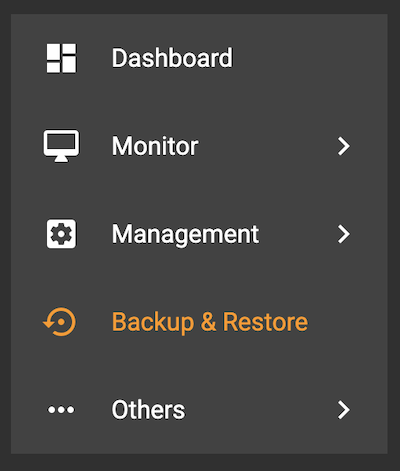 Dashboard
Monitor
Management
Backup & Restore
Others